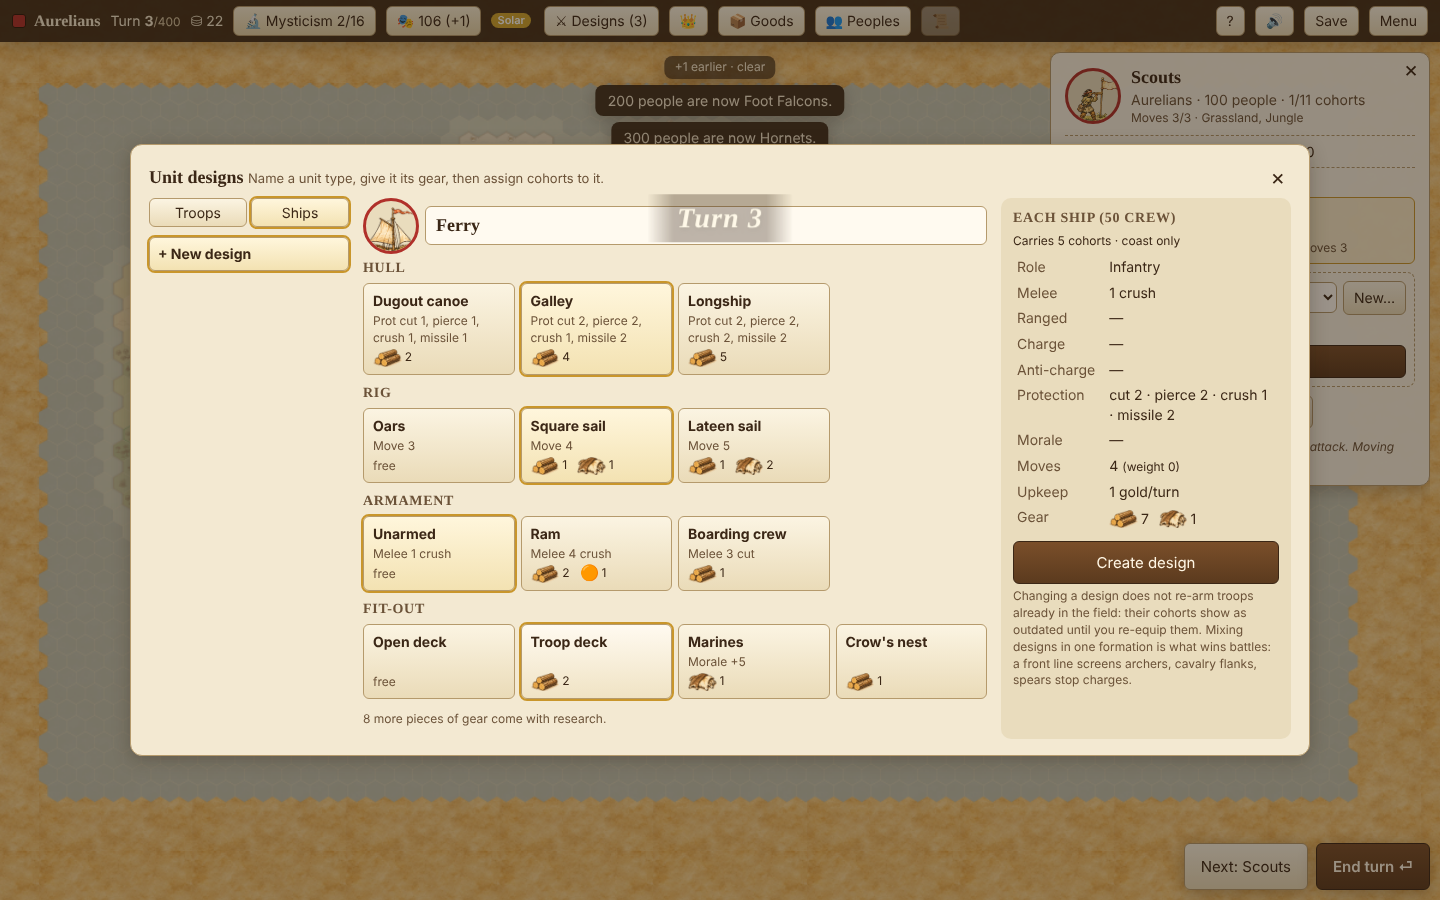 Aurelians Turn 3/400 22 Mysticism 2/16 106 (+1) Solar Designs (3) Goods Peoples ? Save Menu
+1 earlier · clear
200 people are now Foot Falcons.
300 people are now Hornets.
Scouts
Aurelians · 100 people · 1/11 cohorts
Moves 3/3 · Grassland, Jungle
0
oves 3
New...
attack. Moving
Unit designs Name a unit type, give it its gear, then assign cohorts to it.
Troops Ships
+ New design
Ferry
Turn 3
HULL
Dugout canoe
Prot cut 1, pierce 1,
crush 1, missile 1
2
Galley
Prot cut 2, pierce 2,
crush 1, missile 2
4
Longship
Prot cut 2, pierce 2,
crush 2, missile 2
5
RIG
Oars
Move 3
free
Square sail
Move 4
1 1
Lateen sail
Move 5
1 2
ARMAMENT
Unarmed
Melee 1 crush
free
Ram
Melee 4 crush
2 1
Boarding crew
Melee 3 cut
1
FIT-OUT
Open deck
free
Troop deck
2
Marines
Morale +5
1
Crow's nest
1
8 more pieces of gear come with research.
EACH SHIP (50 CREW)
Carries 5 cohorts · coast only
Role Infantry
Melee 1 crush
Ranged —
Charge —
Anti-charge —
Protection cut 2 · pierce 2 · crush 1
· missile 2
Morale —
Moves 4 (weight 0)
Upkeep 1 gold/turn
Gear 7 1
Create design
Changing a design does not re-arm troops
already in the field: their cohorts show as
outdated until you re-equip them. Mixing
designs in one formation is what wins battles:
a front line screens archers, cavalry flanks,
spears stop charges.
Next: Scouts
End turn